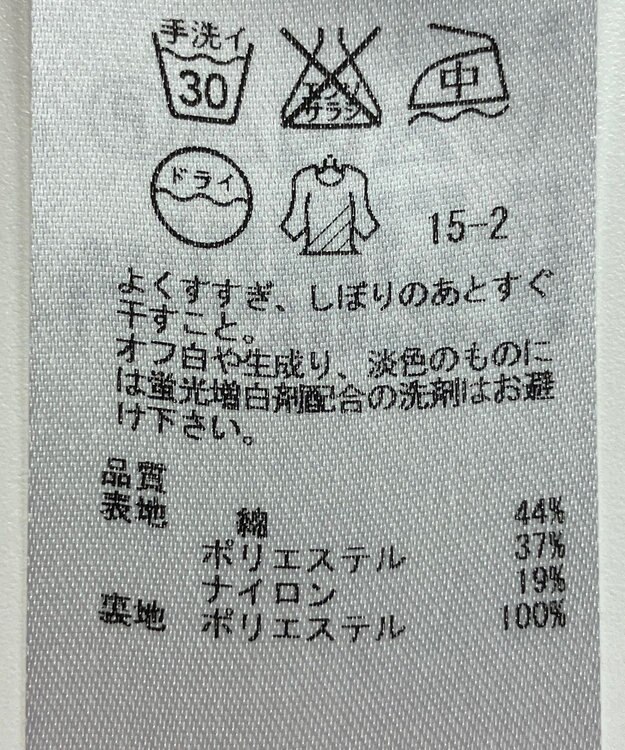 手洗イ
30
エンソ
サラシ
中
ドライ
15-2
よくすすぎ、しぼりのあとすぐ
干すこと。
オフ白や生成り、淡色のものに
は蛍光増白剤配合の洗剤はお避
け下さい。
品質
表地 綿 44%
ポリエステル 37%
ナイロン 19%
裏地 ポリエステル 100%